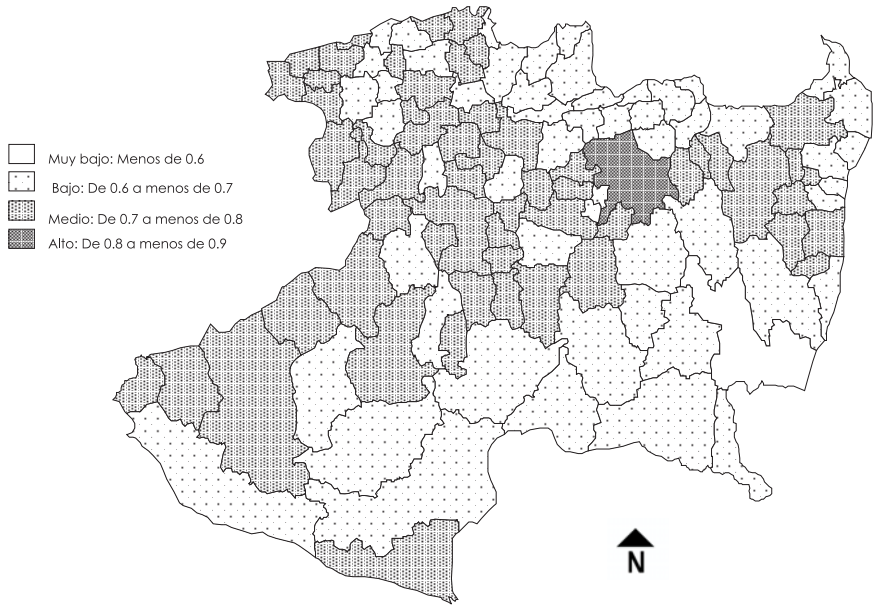 Muy bajo: Menos de 0.6
Bajo: De 0.6 a menos de 0.7
Medio: De 0.7 a menos de 0.8
Alto: De 0.8 a menos de 0.9
N